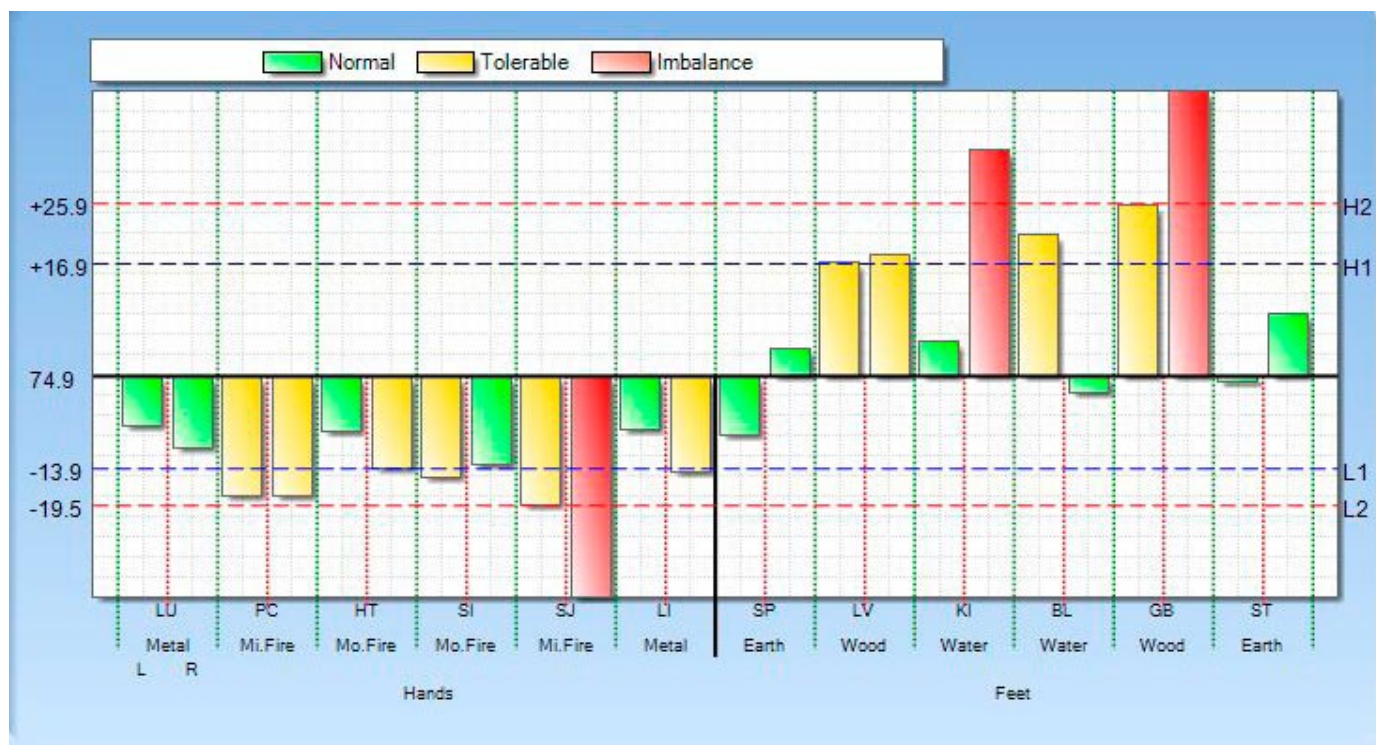 Normal Tolerable Imbalance
+25.9 H2
+16.9 H1
74.9
-13.9 L1
-19.5 L2
LU PC HT SI SJ LI SP LV KI BL GB ST
Metal Mi.Fire Mo.Fire Mo.Fire Mi.Fire Metal Earth Wood Water Water Wood Earth
L R
Hands Feet